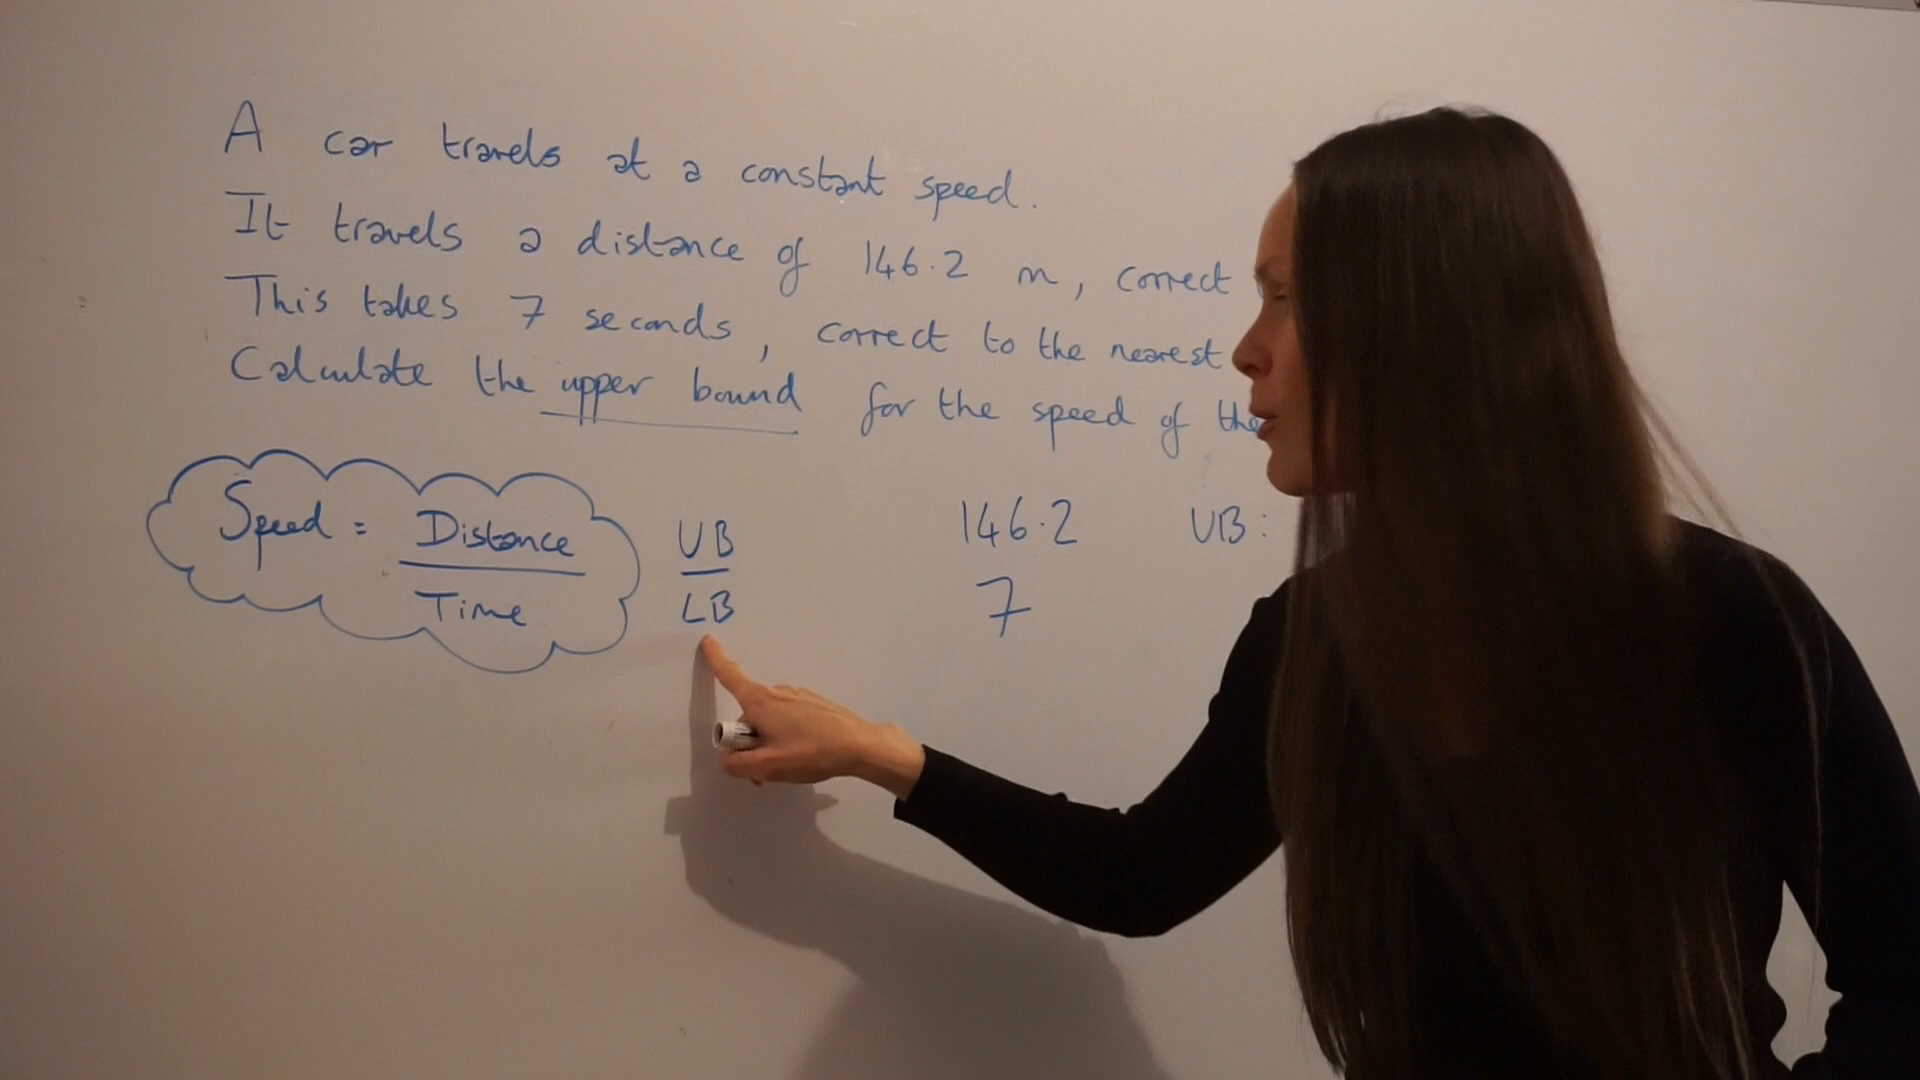 A car travels at a constant speed.
It travels a distance of 146.2 m, correct
This takes 7 seconds, correct to the nearest
Calculate the upper bound for the speed of the
Speed = Distance
Time
UB
LB
146.2 UB:
7